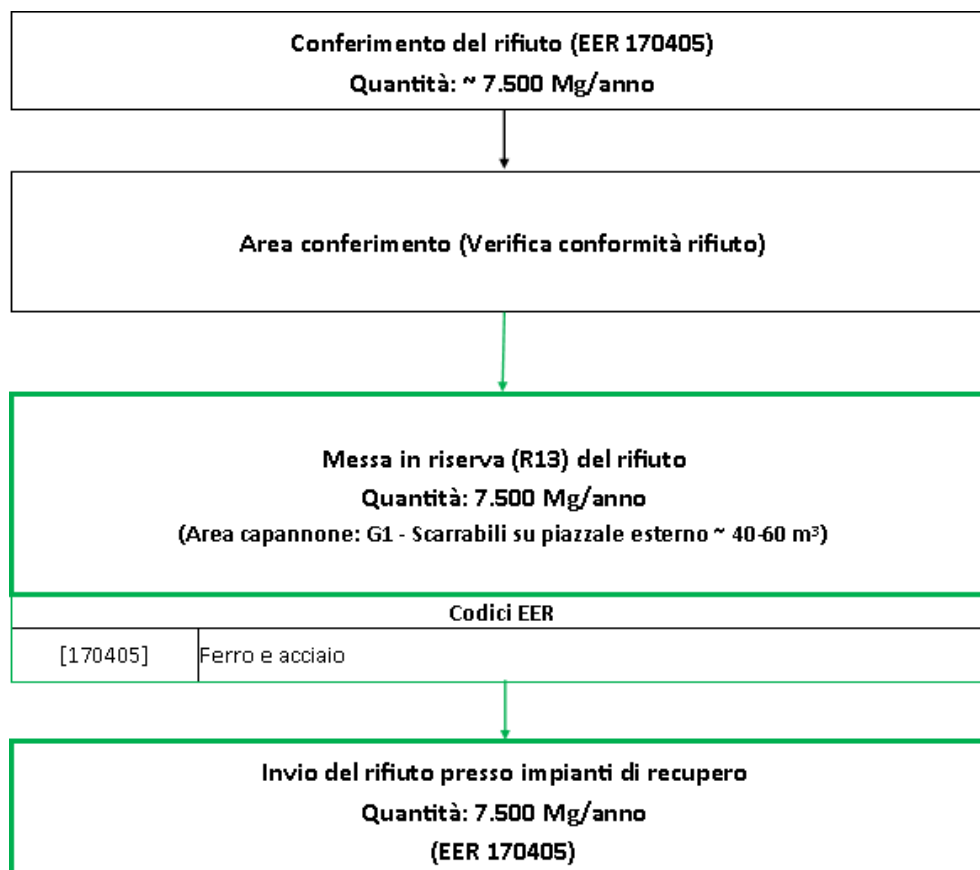 Conferimento del rifiuto (EER 170405)
Quantità: ~ 7.500 Mg/anno
Area conferimento (Verifica conformità rifiuto)
Messa in riserva (R13) del rifiuto
Quantità: 7.500 Mg/anno
(Area capannone: G1 - Scarrabili su piazzale esterno ~ 40-60 m³)
Codici EER
[170405] Ferro e acciaio
Invio del rifiuto presso impianti di recupero
Quantità: 7.500 Mg/anno
(EER 170405)